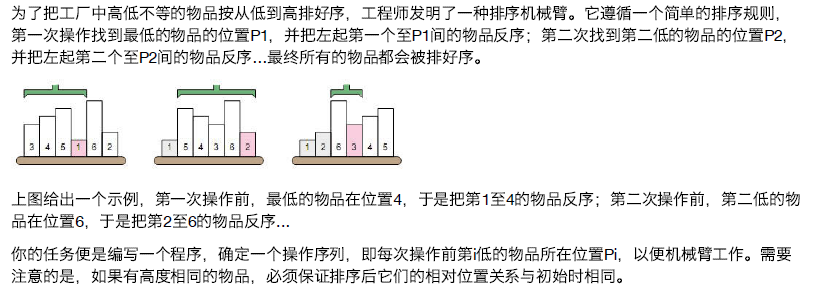 为了把工厂中高低不等的物品按从低到高排好序，工程师发明了一种排序机械臂。它遵循一个简单的排序规则，
第一次操作找到最低的物品的位置P1，并把左起第一个至P1间的物品反序；第二次找到第二低的物品的位置P2，
并把左起第二个至P2间的物品反序...最终所有的物品都会被排好序。
3 4 5 1 6 2
1 5 4 3 6 2
1 2 6 3 4 5
上图给出一个示例，第一次操作前，最低的物品在位置4，于是把第1至4的物品反序；第二次操作前，第二低的物
品在位置6，于是把第2至6的物品反序...
你的任务便是编写一个程序，确定一个操作序列，即每次操作前第i低的物品所在位置Pi，以便机械臂工作。需要
注意的是，如果有高度相同的物品，必须保证排序后它们的相对位置关系与初始时相同。